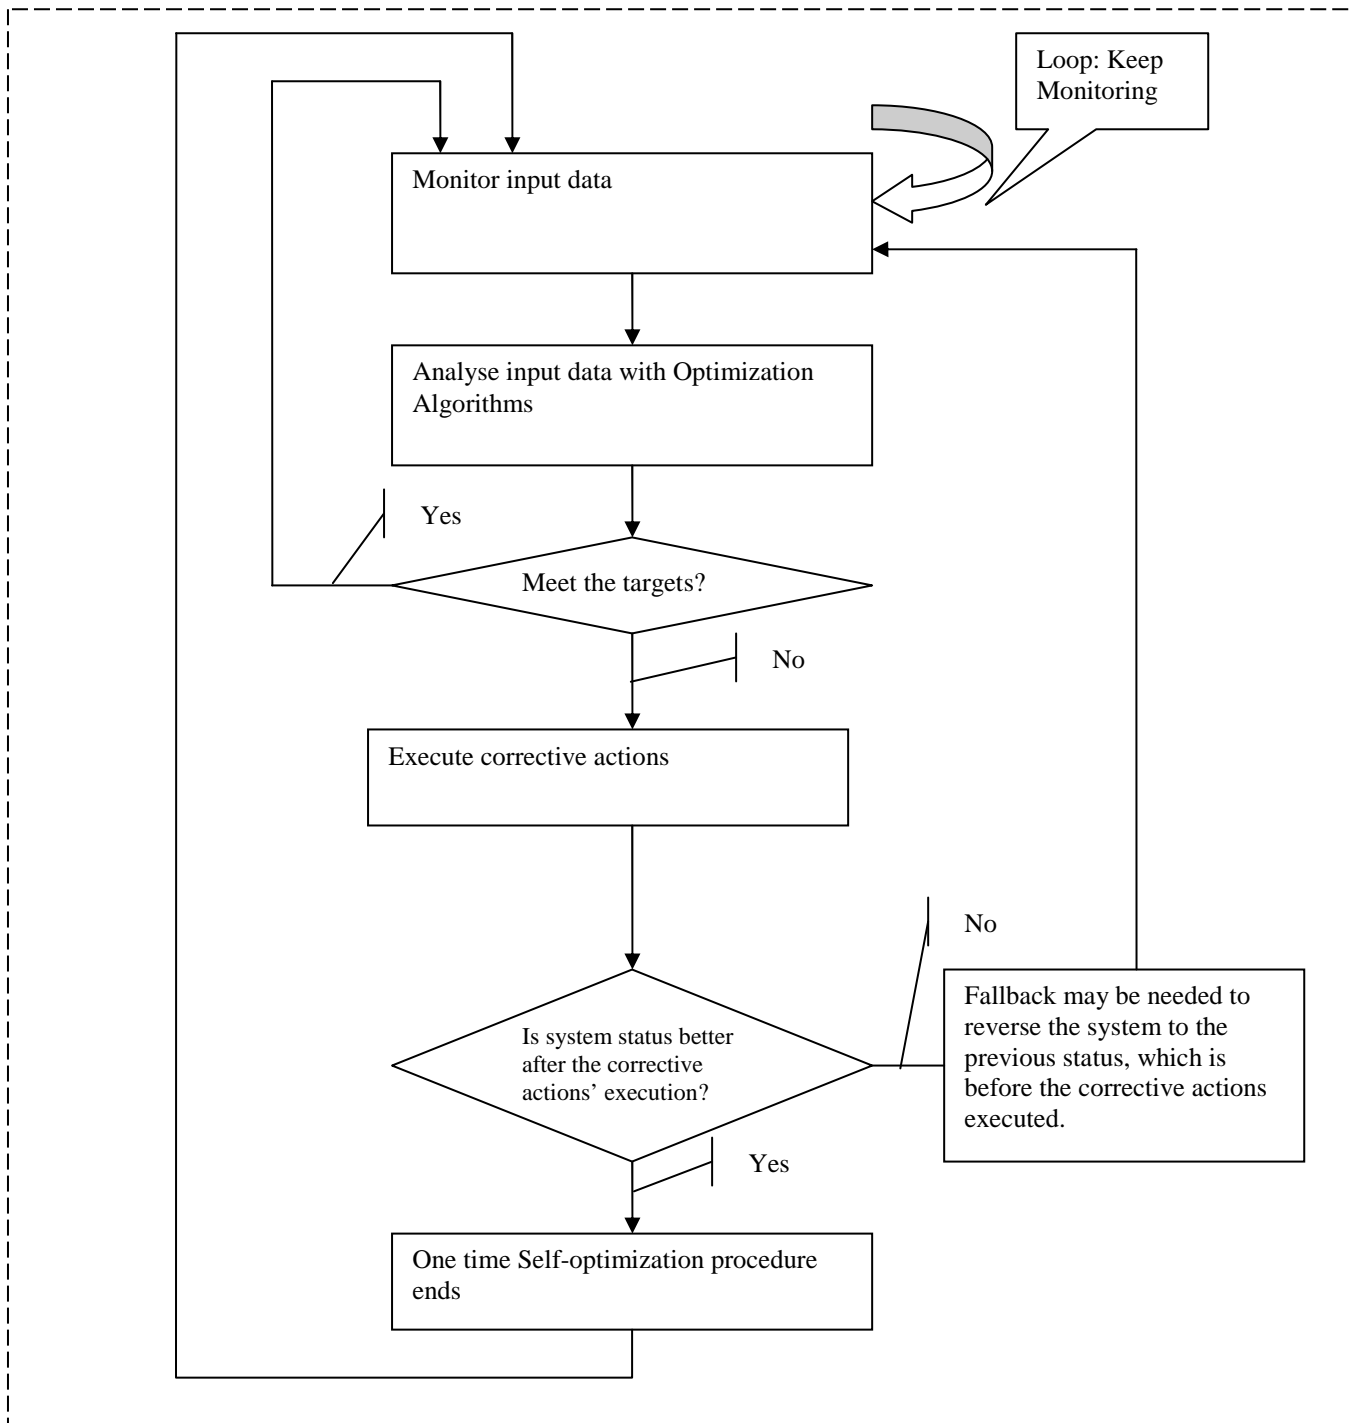 Loop: Keep
Monitoring
Monitor input data
Analyse input data with Optimization
Algorithms
Yes
Meet the targets?
No
Execute corrective actions
No
Fallback may be needed to
reverse the system to the
previous status, which is
before the corrective actions
executed.
Is system status better
after the corrective
actions’ execution?
Yes
One time Self-optimization procedure
ends